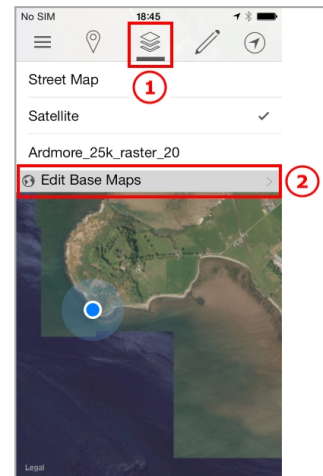 No SIM 18:45
1
Street Map
Satellite
Ardmore_25k_raster_20
Edit Base Maps
2
Legal